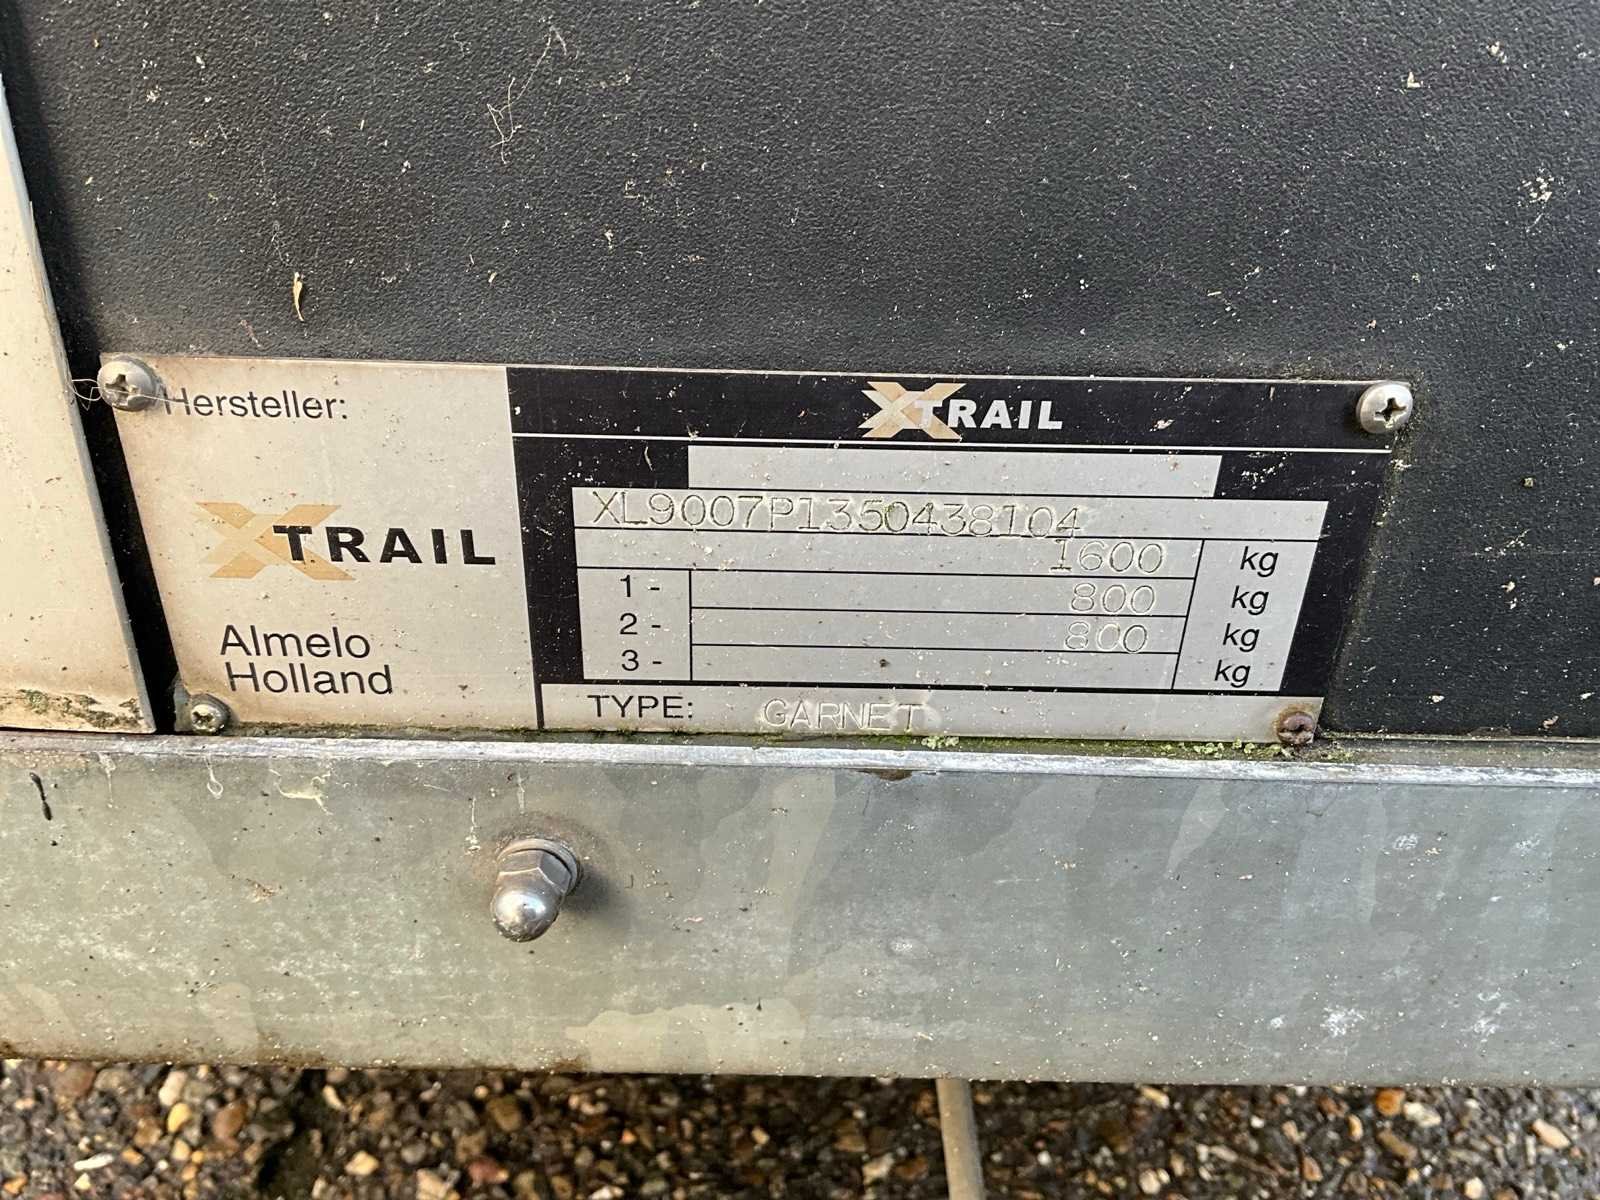 Hersteller:
XTRAIL
Almelo
Holland
XTRAIL
XL9007P1350438104
1600 kg
1 - 800 kg
2 - 800 kg
3 - kg
TYPE: GARNET